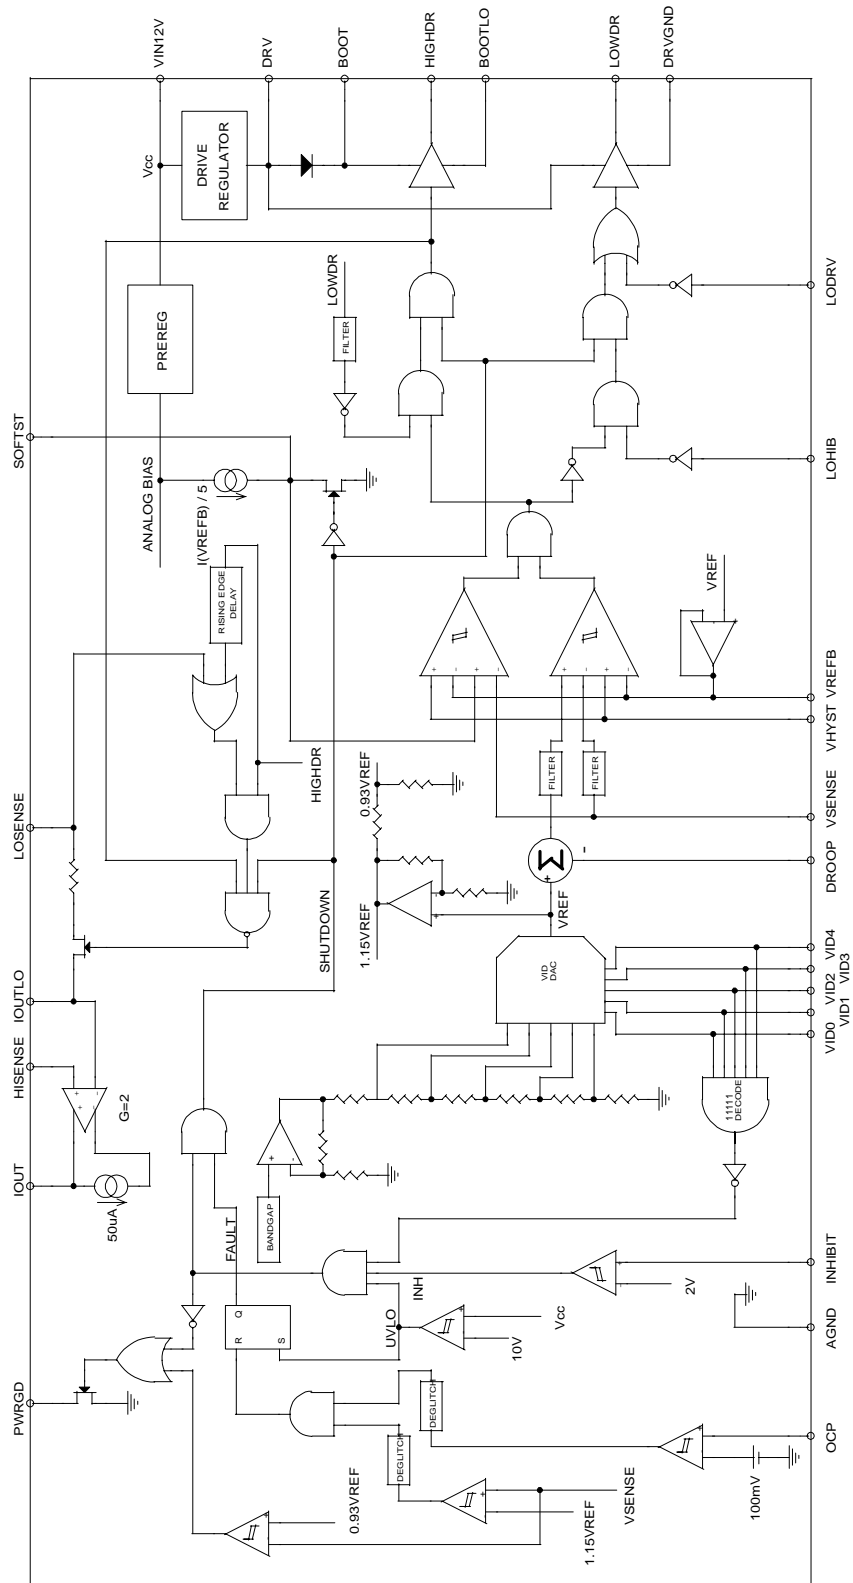 VIN12V
DRV
BOOT
HIGHDR
BOOTLO
LOWDR
DRVGND
Vcc
DRIVE
REGULATOR
PREREG
LOWDR
FILTER
LODRV
SOFTST
ANALOG BIAS
I(VREFB) / 5
LOHIB
RISING EDGE
DELAY
VREF
+
-
+
-
+
-
+
-
+
-
+
VREFB
VHYST
LOSENSE
HIGHDR
0.93VREF
FILTER
FILTER
VSENSE
Σ
+
-
DROOP
SHUTDOWN
1.15VREF
-
+
VREF
IOUTLO
VID
DAC
VID4
VID3
VID2
VID1
VID0
HISENSE
+
-
+
-
G=2
11111
DECODE
IOUT
50uA
+
-
BANDGAP
FAULT
INH
UVLO
R
Q
S
+
-
2V
INHIBIT
10V
+
Vcc
AGND
PWRGD
DEGLITCH
DEGLITCH
+
100mV
OCP
+
0.93VREF
+
1.15VREF
VSENSE